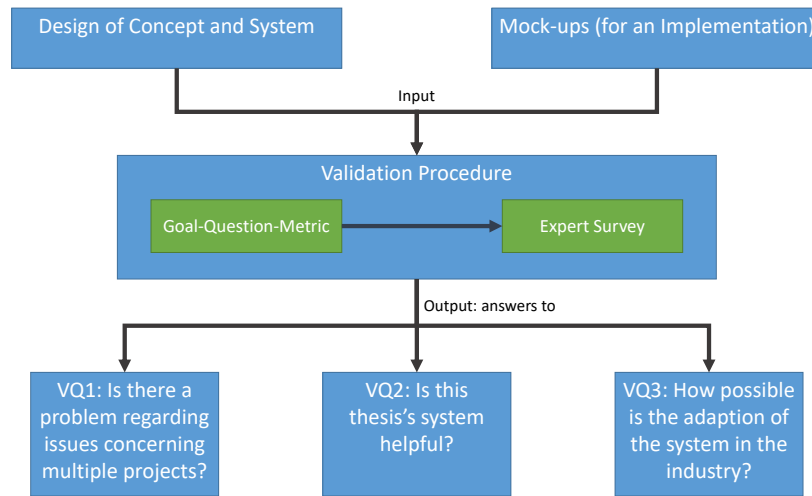 Design of Concept and System
Mock-ups (for an Implementation)
Input
Validation Procedure
Goal-Question-Metric
Expert Survey
Output: answers to
VQ1: Is there a
problem regarding
issues concerning
multiple projects?
VQ2: Is this
thesis's system
helpful?
VQ3: How possible
is the adaption of
the system in the
industry?